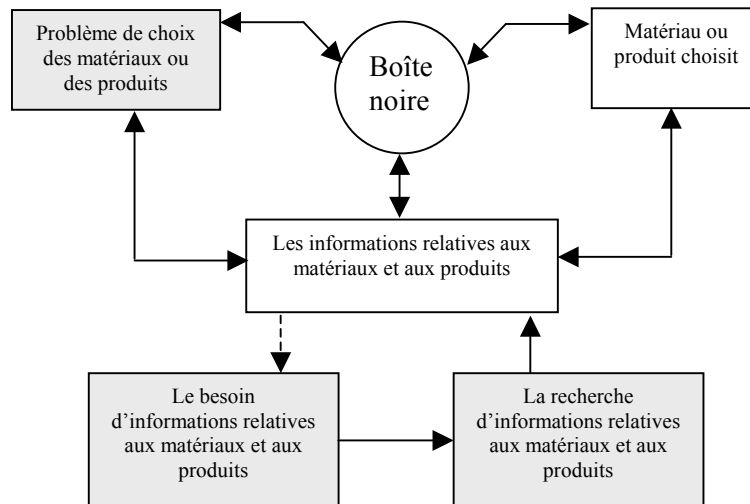 Problème de choix
des matériaux ou
des produits
Boîte
noire
Matériau ou
produit choisit
Les informations relatives aux
matériaux et aux produits
Le besoin
d’informations relatives
aux matériaux et aux
produits
La recherche
d’informations relatives
aux matériaux et aux
produits